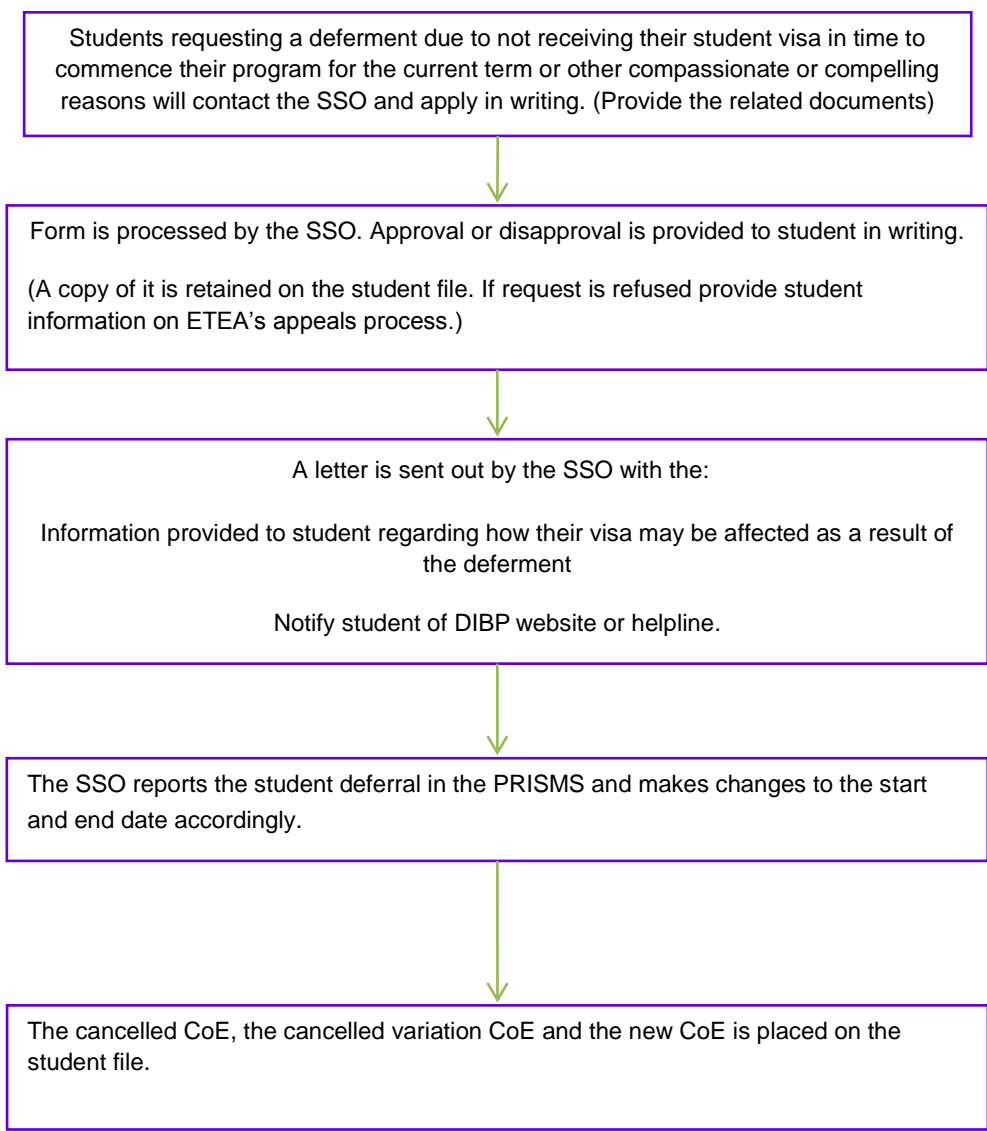 Students requesting a deferment due to not receiving their student visa in time to
commence their program for the current term or other compassionate or compelling
reasons will contact the SSO and apply in writing. (Provide the related documents)
Form is processed by the SSO. Approval or disapproval is provided to student in writing.
(A copy of it is retained on the student file. If request is refused provide student
information on ETEA’s appeals process.)
A letter is sent out by the SSO with the:
Information provided to student regarding how their visa may be affected as a result of
the deferment
Notify student of DIBP website or helpline.
The SSO reports the student deferral in the PRISMS and makes changes to the start
and end date accordingly.
The cancelled CoE, the cancelled variation CoE and the new CoE is placed on the
student file.